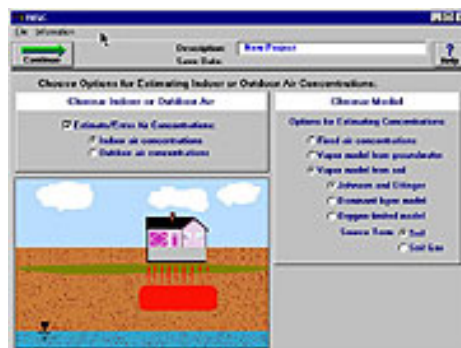 RISC
File Information
Continue
Description: New Project
Save Date:
? Help
Choose Options for Estimating Indoor or Outdoor Air Concentrations.
Choose Indoor or Outdoor Air
Estimate/Enter Air Concentrations:
Indoor air concentrations
Outdoor air concentrations
Choose Model
Options for Estimating Concentrations:
Fixed air concentrations
Vapor model from groundwater
Vapor model from soil
Johnson and Ettinger
Dominant layer model
Oxygen-limited model
Source Term: Soil
Soil Gas